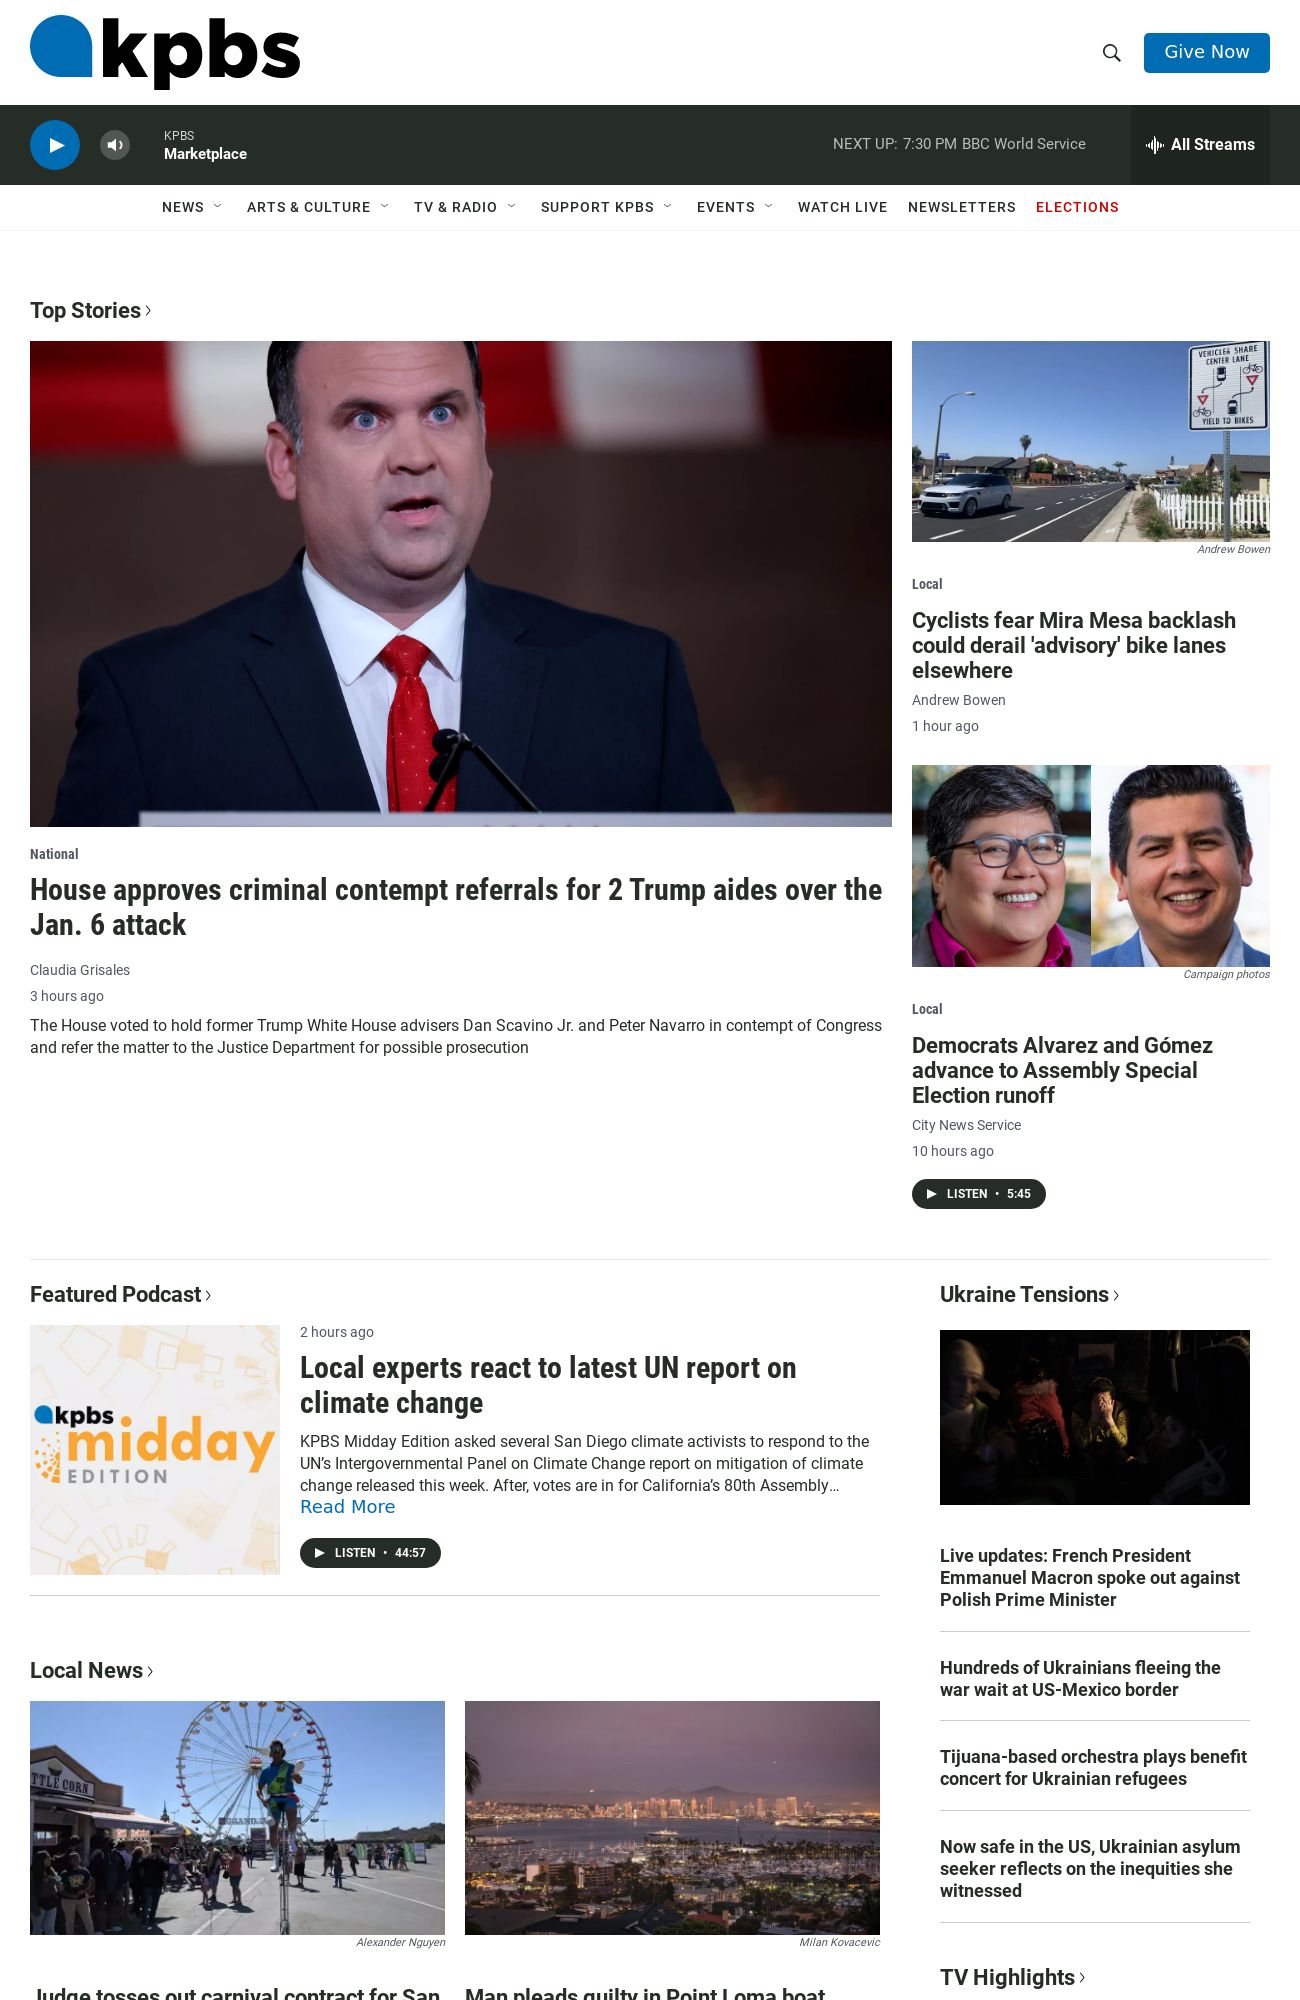 kpbs
Give Now
KPBS
Marketplace
NEXT UP: 7:30 PM BBC World Service
All Streams
NEWS
ARTS & CULTURE
TV & RADIO
SUPPORT KPBS
EVENTS
WATCH LIVE
NEWSLETTERS
ELECTIONS
Top Stories
National
House approves criminal contempt referrals for 2 Trump aides over the
Jan. 6 attack
Claudia Grisales
3 hours ago
The House voted to hold former Trump White House advisers Dan Scavino Jr. and Peter Navarro in contempt of Congress
and refer the matter to the Justice Department for possible prosecution
VEHICLES SHARE
CENTER LANE
YIELD TO BIKES
Andrew Bowen
Local
Cyclists fear Mira Mesa backlash
could derail 'advisory' bike lanes
elsewhere
Andrew Bowen
1 hour ago
Campaign photos
Local
Democrats Alvarez and Gómez
advance to Assembly Special
Election runoff
City News Service
10 hours ago
LISTEN • 5:45
Featured Podcast
kpbs
midday
EDITION
2 hours ago
Local experts react to latest UN report on
climate change
KPBS Midday Edition asked several San Diego climate activists to respond to the
UN’s Intergovernmental Panel on Climate Change report on mitigation of climate
change released this week. After, votes are in for California’s 80th Assembly…
Read More
LISTEN • 44:57
Ukraine Tensions
Live updates: French President
Emmanuel Macron spoke out against
Polish Prime Minister
Hundreds of Ukrainians fleeing the
war wait at US-Mexico border
Tijuana-based orchestra plays benefit
concert for Ukrainian refugees
Now safe in the US, Ukrainian asylum
seeker reflects on the inequities she
witnessed
TV Highlights
Local News
TTLE CORN
Alexander Nguyen
Milan Kovacevic
Judge tosses out carnival contract for San
Man pleads guilty in Point Loma boat